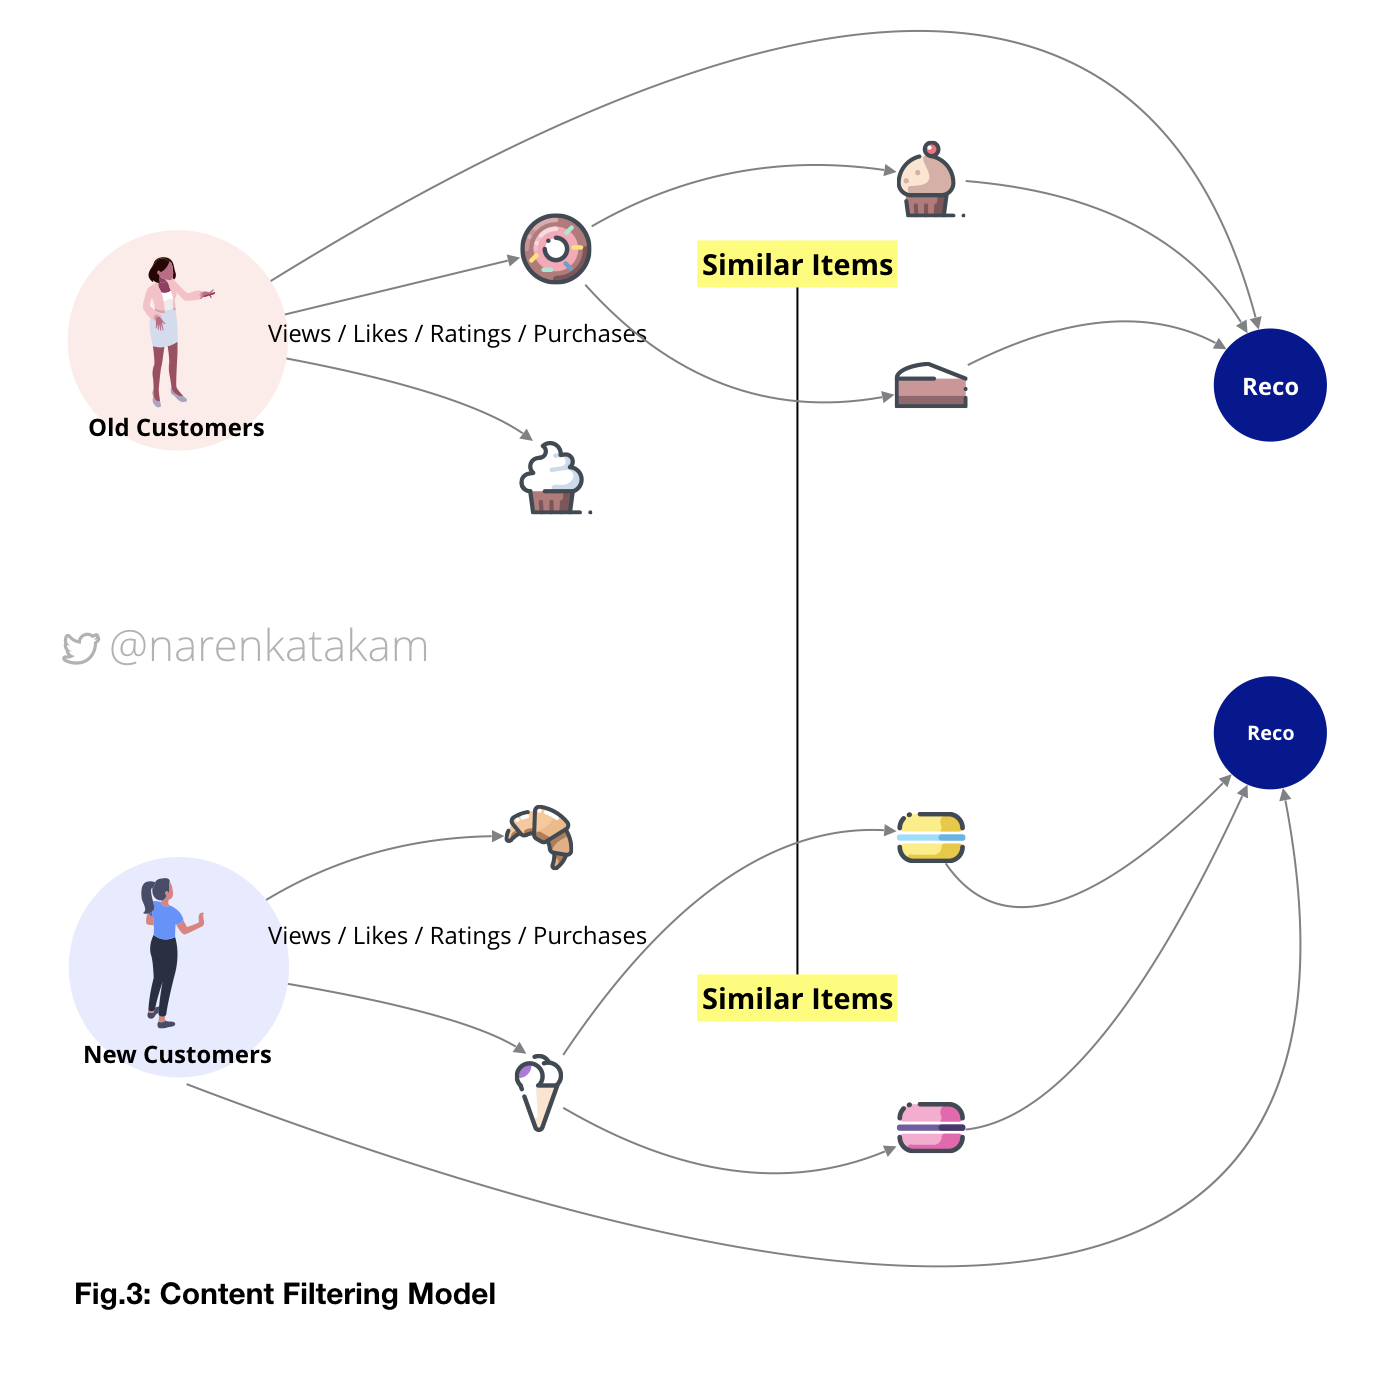 Similar Items
Reco
Views / Likes / Ratings / Purchases
Old Customers
@narenkatakam
Reco
Views / Likes / Ratings / Purchases
Similar Items
New Customers
Fig.3: Content Filtering Model